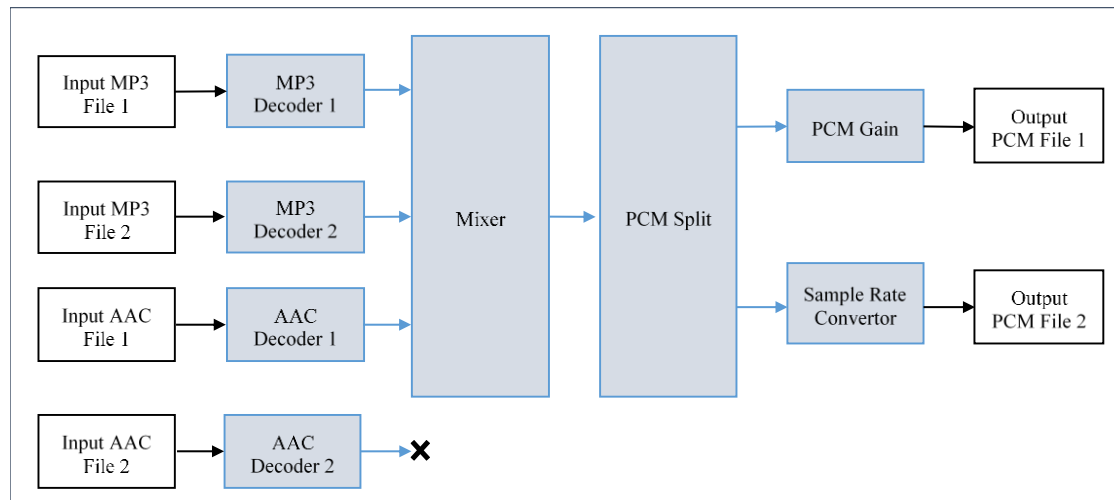 Input MP3
File 1
MP3
Decoder 1
Input MP3
File 2
MP3
Decoder 2
Input AAC
File 1
AAC
Decoder 1
Input AAC
File 2
AAC
Decoder 2
Mixer
PCM Split
PCM Gain
Output
PCM File 1
Sample Rate
Convertor
Output
PCM File 2